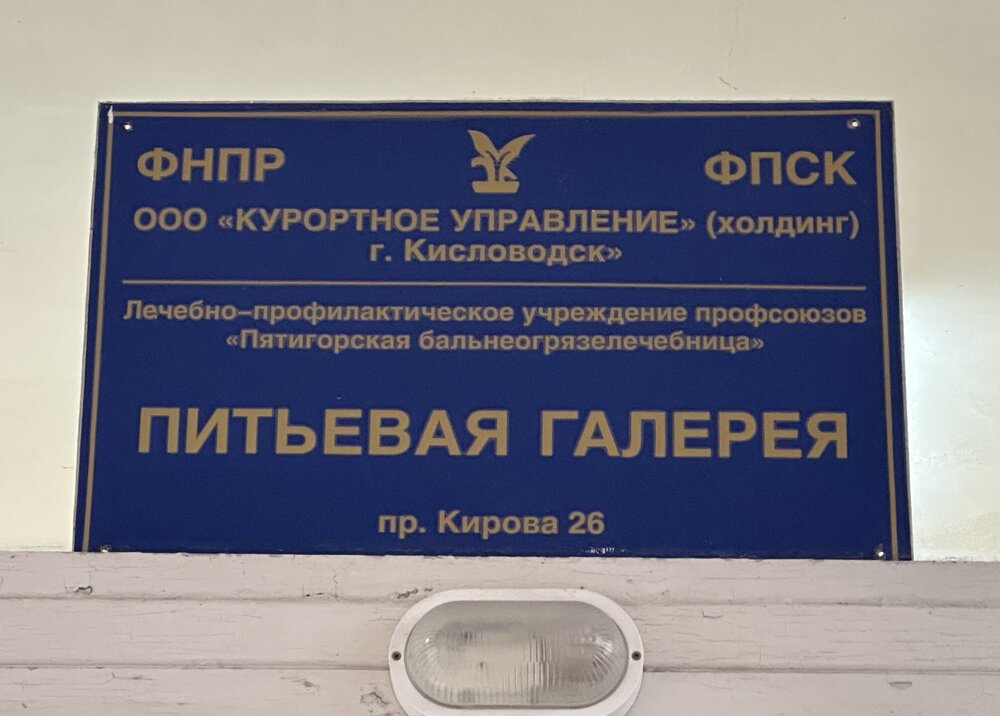 ФНПР ФПСК
ООО «КУРОРТНОЕ УПРАВЛЕНИЕ» (холдинг)
г. Кисловодск»
Лечебно-профилактическое учреждение профсоюзов
«Пятигорская бальнеогрязелечебница»
ПИТЬЕВАЯ ГАЛЕРЕЯ
пр. Кирова 26